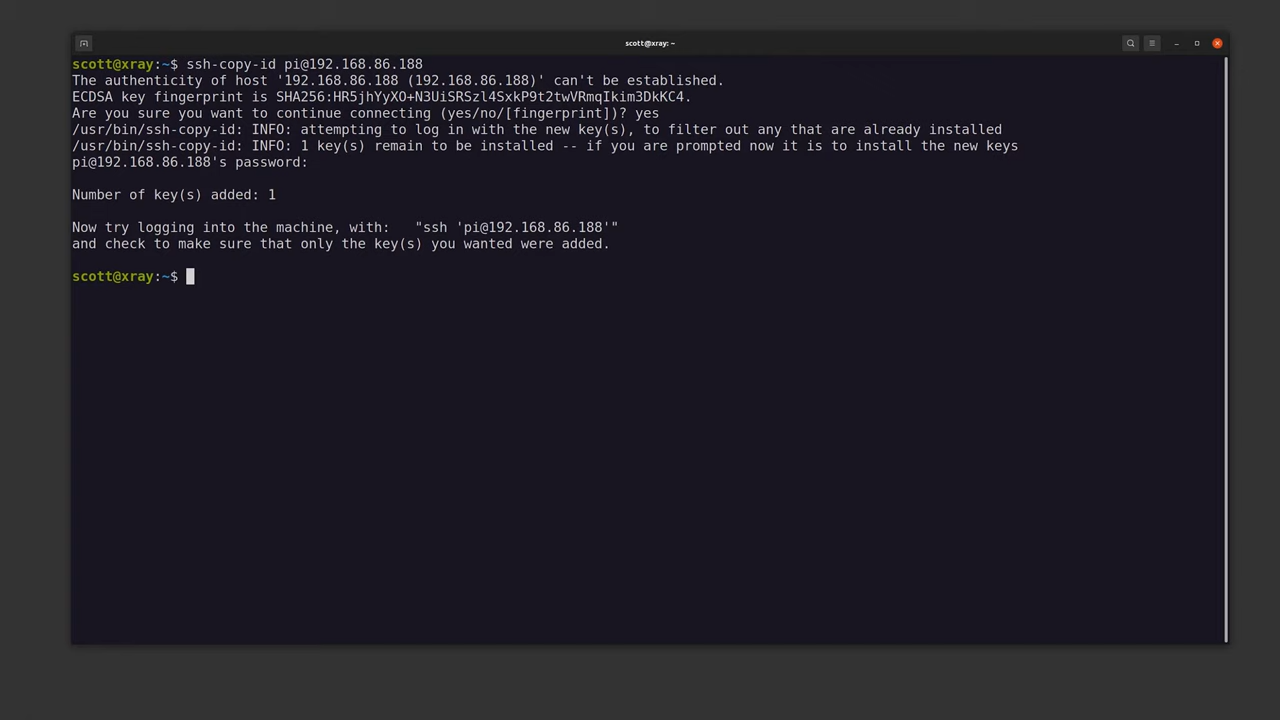 scott@xray: ~
scott@xray:~$ ssh-copy-id pi@192.168.86.188
The authenticity of host '192.168.86.188 (192.168.86.188)' can't be established.
ECDSA key fingerprint is SHA256:HR5jhYyXO+N3UiSRSzl4SxkP9t2twVRmqIkim3DkKC4.
Are you sure you want to continue connecting (yes/no/[fingerprint])? yes
/usr/bin/ssh-copy-id: INFO: attempting to log in with the new key(s), to filter out any that are already installed
/usr/bin/ssh-copy-id: INFO: 1 key(s) remain to be installed -- if you are prompted now it is to install the new keys
pi@192.168.86.188's password:
Number of key(s) added: 1
Now try logging into the machine, with:   "ssh 'pi@192.168.86.188'"
and check to make sure that only the key(s) you wanted were added.
scott@xray:~$